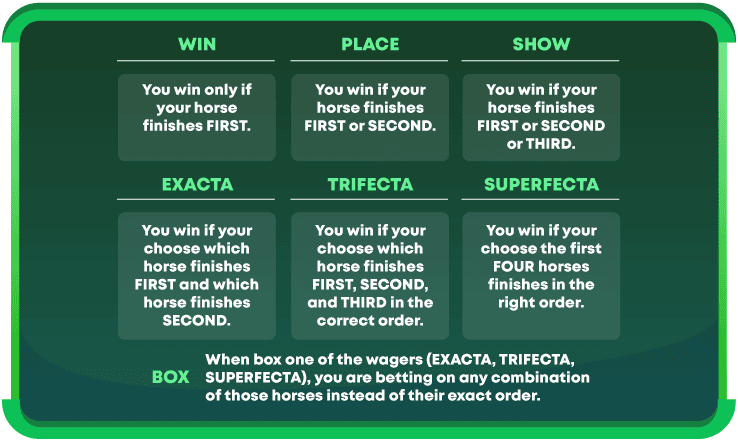 WIN
You win only if
your horse
finishes FIRST.
PLACE
You win if your
horse finishes
FIRST or SECOND.
SHOW
You win if your
horse finishes
FIRST or SECOND
or THIRD.
EXACTA
You win if your
choose which
horse finishes
FIRST and which
horse finishes
SECOND.
TRIFECTA
You win if your
choose which
horse finishes
FIRST, SECOND,
and THIRD in the
correct order.
SUPERFECTA
You win if your
choose the first
FOUR horses
finishes in the
right order.
BOX
When box one of the wagers (EXACTA, TRIFECTA,
SUPERFECTA), you are betting on any combination
of those horses instead of their exact order.